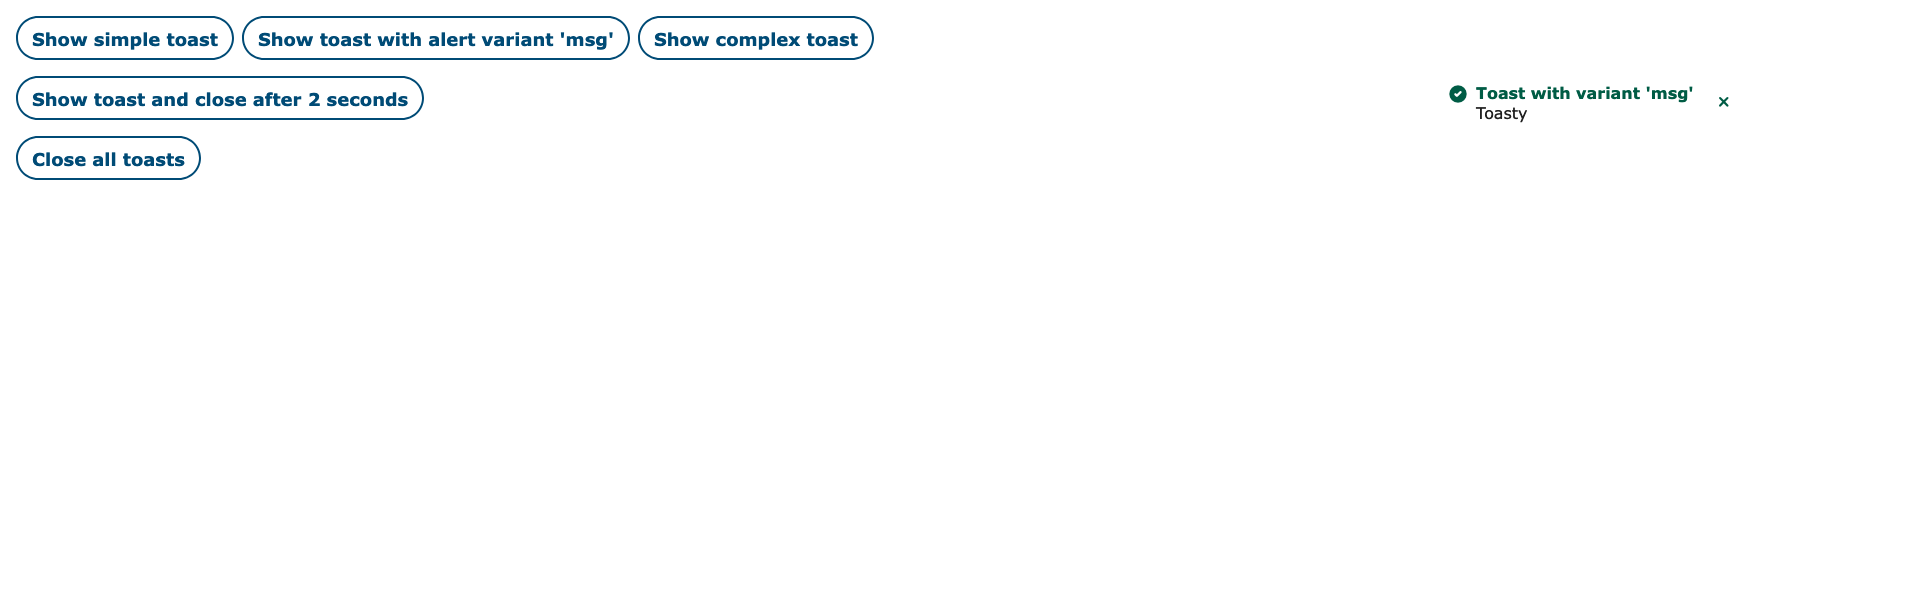 Show simple toast
Show toast with alert variant 'msg'
Show complex toast
Show toast and close after 2 seconds
Toast with variant 'msg'
Toasty
Close all toasts